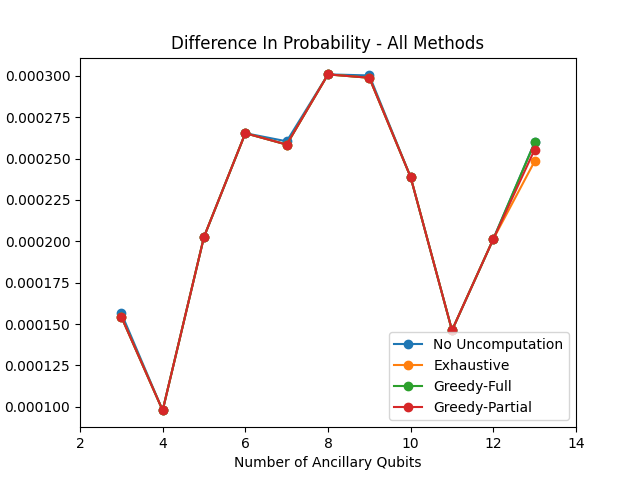 Difference In Probability - All Methods
0.000300
0.000275
0.000250
0.000225
0.000200
0.000175
0.000150
0.000125
0.000100
No Uncomputation
Exhaustive
Greedy-Full
Greedy-Partial
2 4 6 8 10 12 14
Number of Ancillary Qubits